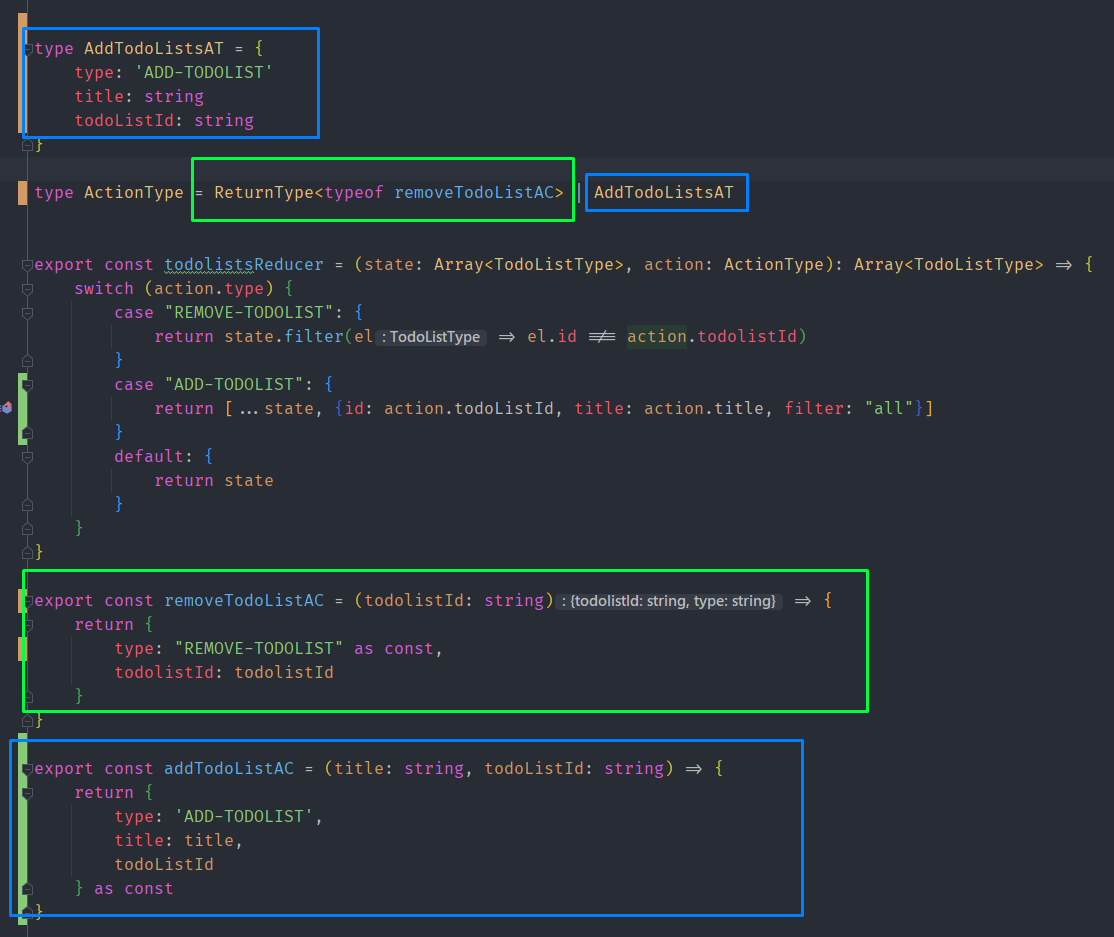 type AddTodoListsAT = {
    type: 'ADD-TODOLIST'
    title: string
    todoListId: string
}
type ActionType = ReturnType<typeof removeTodoListAC> | AddTodoListsAT
export const todolistsReducer = (state: Array<TodoListType>, action: ActionType): Array<TodoListType> ⇒ {
    switch (action.type) {
        case "REMOVE-TODOLIST": {
            return state.filter(el : TodoListType ⇒ el.id ≢ action.todolistId)
        }
        case "ADD-TODOLIST": {
            return [...state, {id: action.todoListId, title: action.title, filter: "all"}]
        }
        default: {
            return state
        }
    }
}
export const removeTodoListAC = (todolistId: string) : {todolistId: string, type: string} ⇒ {
    return {
        type: "REMOVE-TODOLIST" as const,
        todolistId: todolistId
    }
}
export const addTodoListAC = (title: string, todoListId: string) ⇒ {
    return {
        type: 'ADD-TODOLIST',
        title: title,
        todoListId
    } as const
}